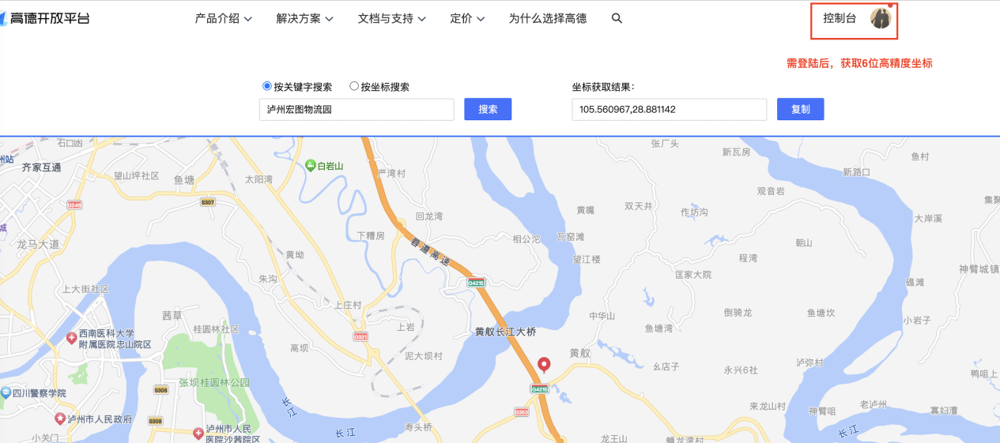 高德开放平台
产品介绍
解决方案
文档与支持
定价
为什么选择高德
控制台
需登陆后，获取6位高精度坐标
按关键字搜索
按坐标搜索
坐标获取结果：
泸州宏图物流园
搜索
105.560967,28.881142
复制
石口凼
张厂头
新瓦房
鱼村
州站
齐家互通
白岩山
新路口
望山坪社区
鱼塘
太阳湾
严湾村
观音岩
集聚
S307
G246
黄嘴
双天井
作坊沟
大岸溪
城
回龙湾
下糟房
相公沱
瓦窑滩
朝山
龙马大道
蓉遵高速
黄坳
望江楼
程湾
神臂城镇
朱沟
G4215
匡家大院
礁滩
上大街社区
上庄村
茜草
桂圆林社区
上岩
中华山
倒骑龙
鱼塘坎
小岩子
西南医科大学
附属医院忠山院区
G321
黄舣长江大桥
鱼塘湾
高坝
泥大坝村
黄舣
幺店子
永兴6社
泸弥村
鸭咀上
张坝桂圆林公园
四川警察学院
S308
G4215
长江
来龙山村
神臂咀
老泸州
寡妇漕
泸州市人民政府
S308
G353
小关门
泸州市人民
医院沙茜院区
长江
寿头桥
龙王山
蟠龙湾村
长江